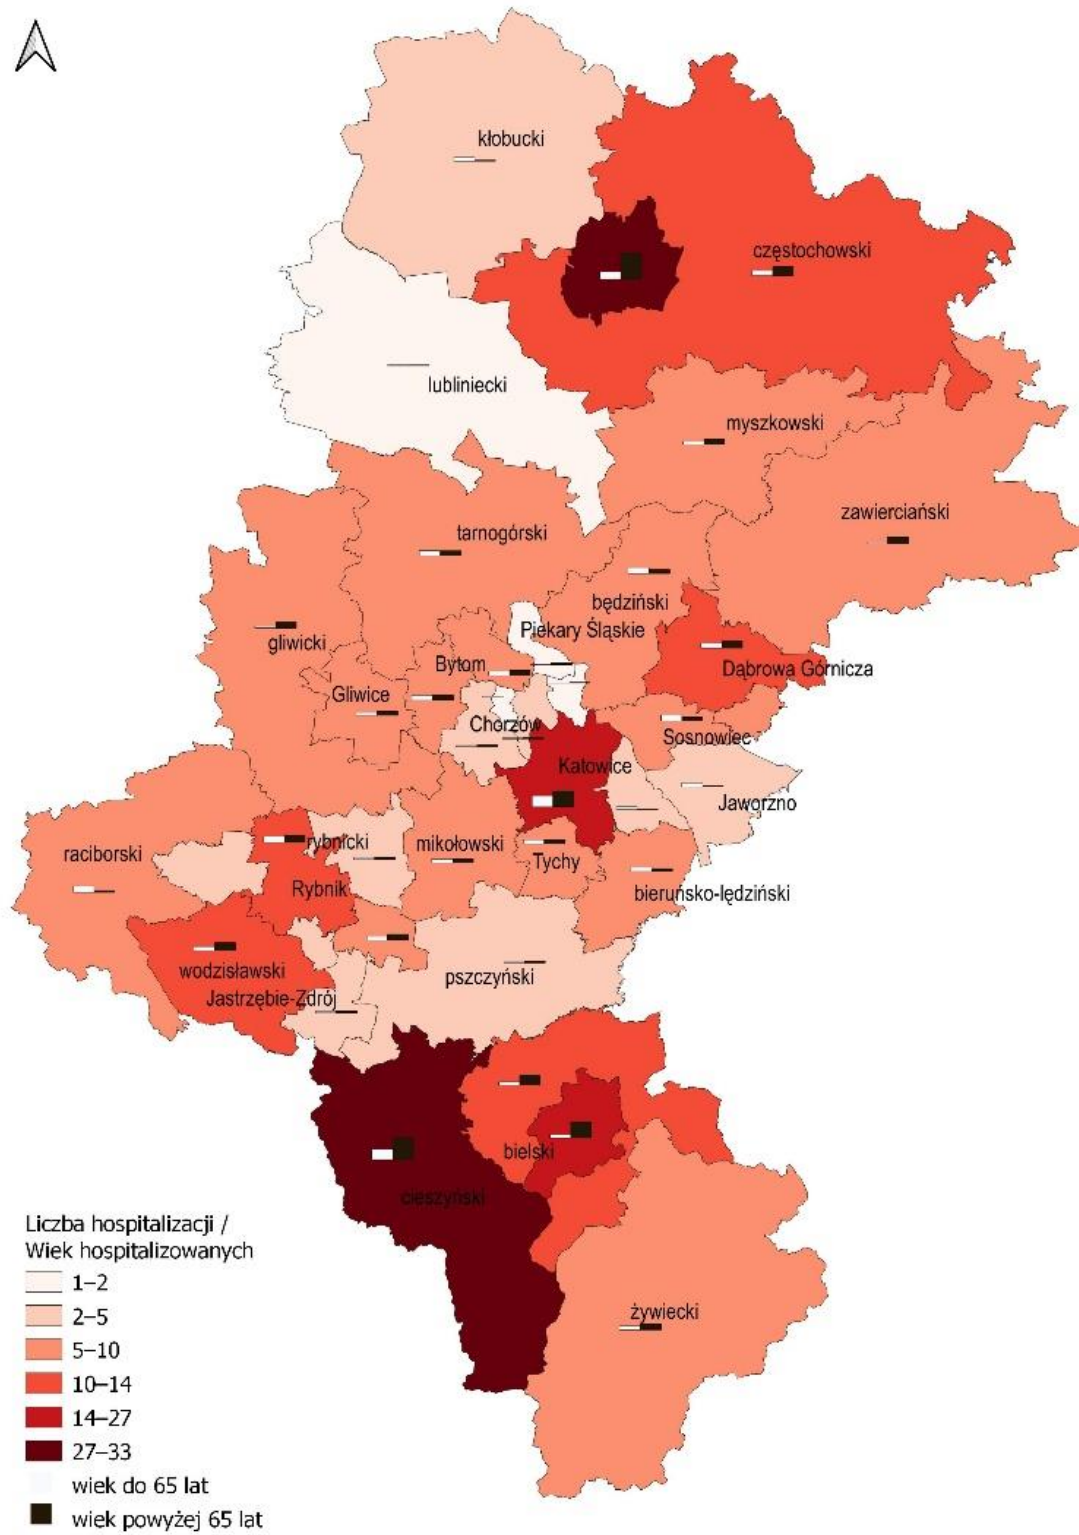 kłobucki
częstochowski
lubliniecki
myszkowski
zawierciański
tarnogórski
będziński
Piekary Śląskie
gliwicki
Bytom
Dąbrowa Górnicza
Gliwice
Chorzów
Sosnowiec
Katowice
Jaworzno
rybnicki
mikołowski
raciborski
Tychy
Rybnik
bieruńsko-lędziński
wodzisławski
pszczyński
Jastrzębie-Zdrój
bielski
cieszyński
żywiecki
Liczba hospitalizacji /
Wiek hospitalizowanych
1–2
2–5
5–10
10–14
14–27
27–33
wiek do 65 lat
wiek powyżej 65 lat